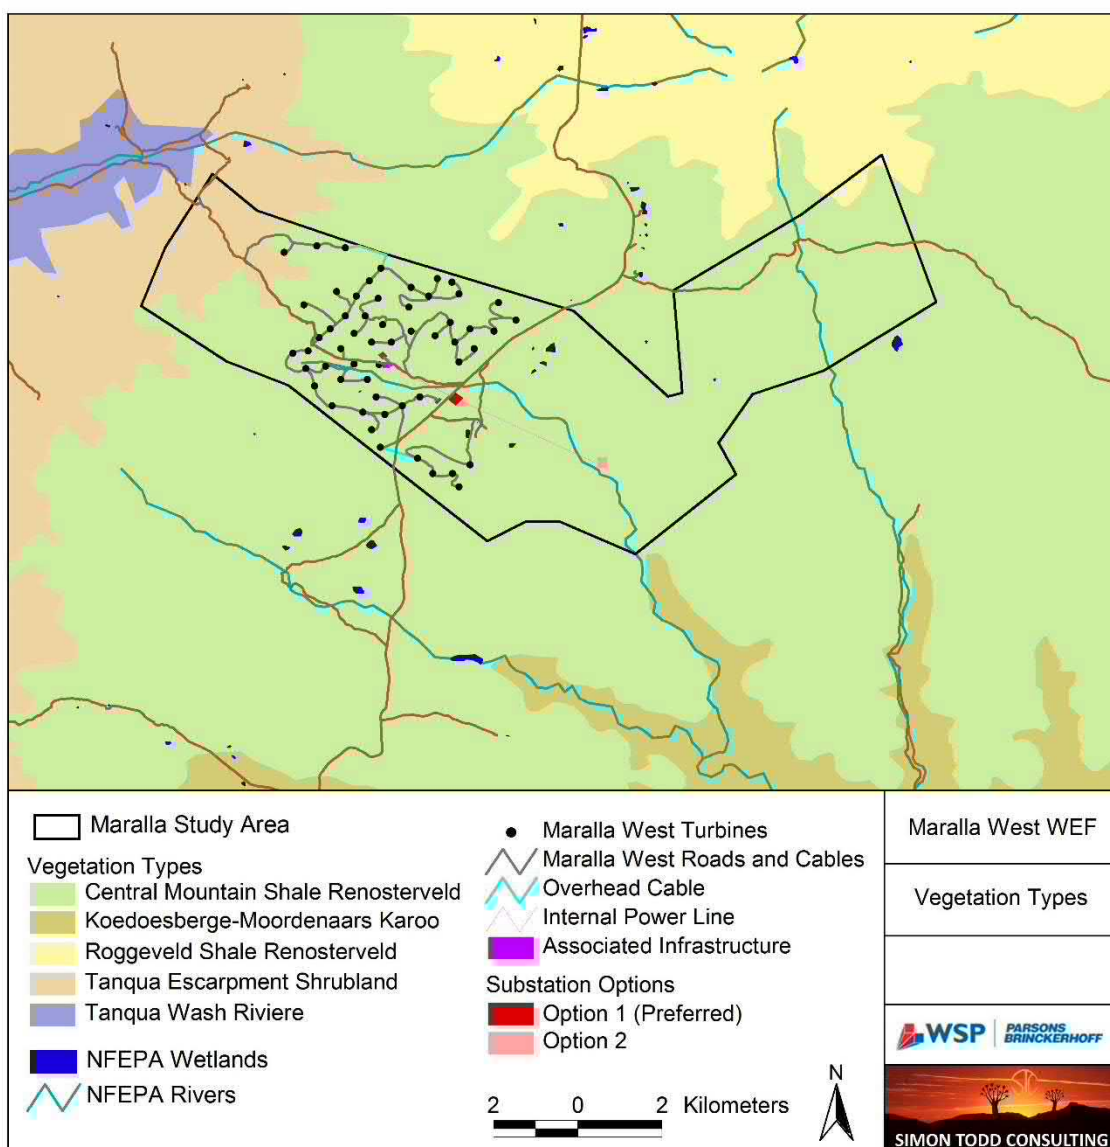 Maralla Study Area
Vegetation Types
Central Mountain Shale Renosterveld
Koedoesberge-Moordenaars Karoo
Roggeveld Shale Renosterveld
Tanqua Escarpment Shrubland
Tanqua Wash Riviere
NFEPA Wetlands
NFEPA Rivers
Maralla West Turbines
Maralla West Roads and Cables
Overhead Cable
Internal Power Line
Associated Infrastructure
Substation Options
Option 1 (Preferred)
Option 2
2 0 2 Kilometers
N
Maralla West WEF
Vegetation Types
WSP | PARSONS
BRINCKERHOFF
STC
SIMON TODD CONSULTING